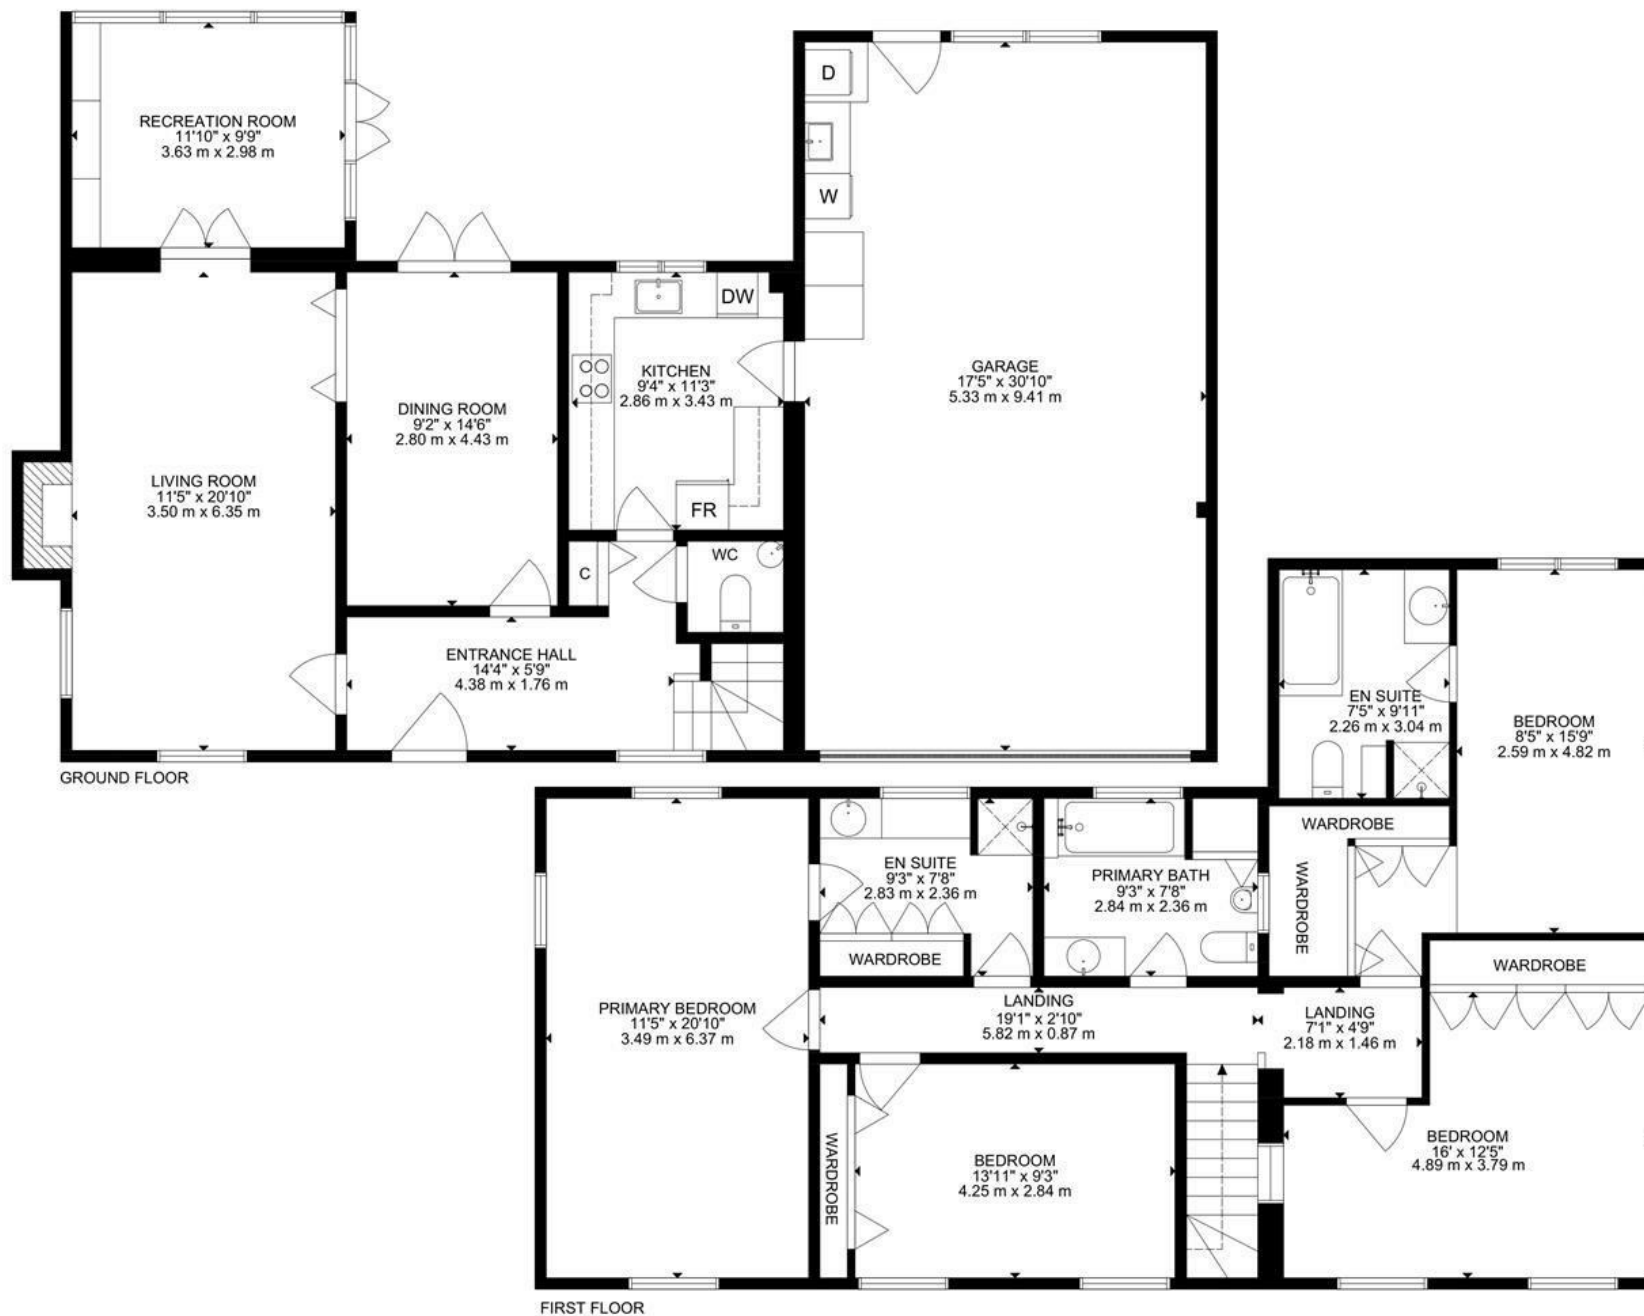 RECREATION ROOM
11'10" x 9'9"
3.63 m x 2.98 m
D
W
GARAGE
17'5" x 30'10"
5.33 m x 9.41 m
DW
KITCHEN
9'4" x 11'3"
2.86 m x 3.43 m
FR
DINING ROOM
9'2" x 14'6"
2.80 m x 4.43 m
LIVING ROOM
11'5" x 20'10"
3.50 m x 6.35 m
C
WC
ENTRANCE HALL
14'4" x 5'9"
4.38 m x 1.76 m
GROUND FLOOR
EN SUITE
7'5" x 9'11"
2.26 m x 3.04 m
BEDROOM
8'5" x 15'9"
2.59 m x 4.82 m
WARDROBE
WARDROBE
EN SUITE
9'3" x 7'8"
2.83 m x 2.36 m
WARDROBE
PRIMARY BATH
9'3" x 7'8"
2.84 m x 2.36 m
WARDROBE
PRIMARY BEDROOM
11'5" x 20'10"
3.49 m x 6.37 m
LANDING
19'1" x 2'10"
5.82 m x 0.87 m
LANDING
7'1" x 4'9"
2.18 m x 1.46 m
WARDROBE
BEDROOM
13'11" x 9'3"
4.25 m x 2.84 m
BEDROOM
16' x 12'5"
4.89 m x 3.79 m
FIRST FLOOR